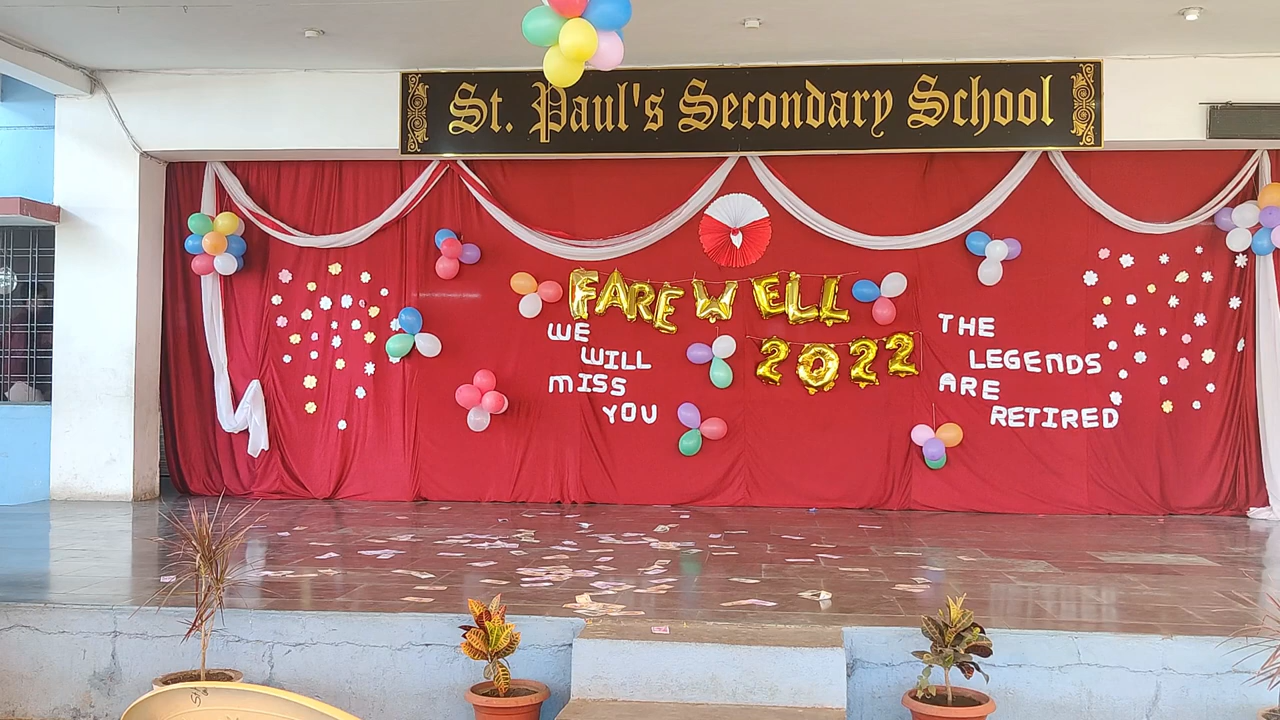 St. Paul's Secondary School
FAREWELL
2022
WE
WILL
mISS
YOU
THE
LEGENDS
ARE
RETIRED